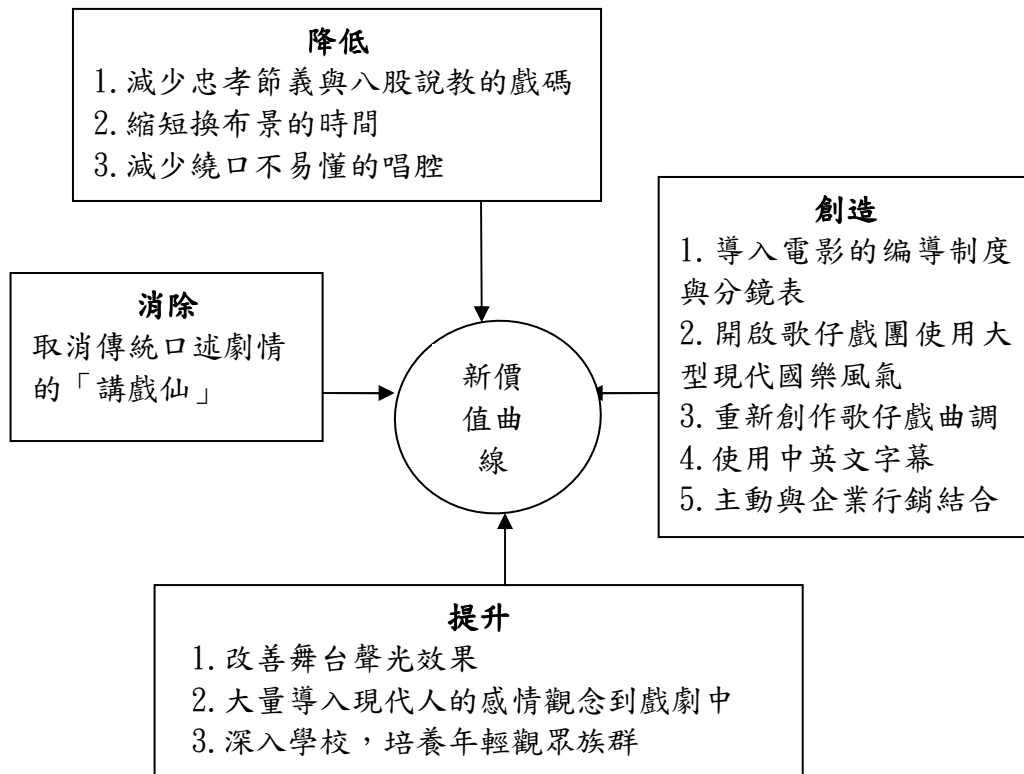 降低
1.減少忠孝節義與八股說教的戲碼
2.縮短換布景的時間
3.減少繞口不易懂的唱腔
創造
1.導入電影的编導制度
與分鏡表
2.開啟歌仔戲團使用大
型現代國樂風氣
3.重新創作歌仔戲曲調
4.使用中英文字幕
5.主動與企業行銷結合
消除
取消傳統口述劇情
的「講戲仙」
新價
值曲
線
提升
1.改善舞台聲光效果
2.大量導入現代人的感情觀念到戲劇中
3.深入學校，培養年輕觀眾族群